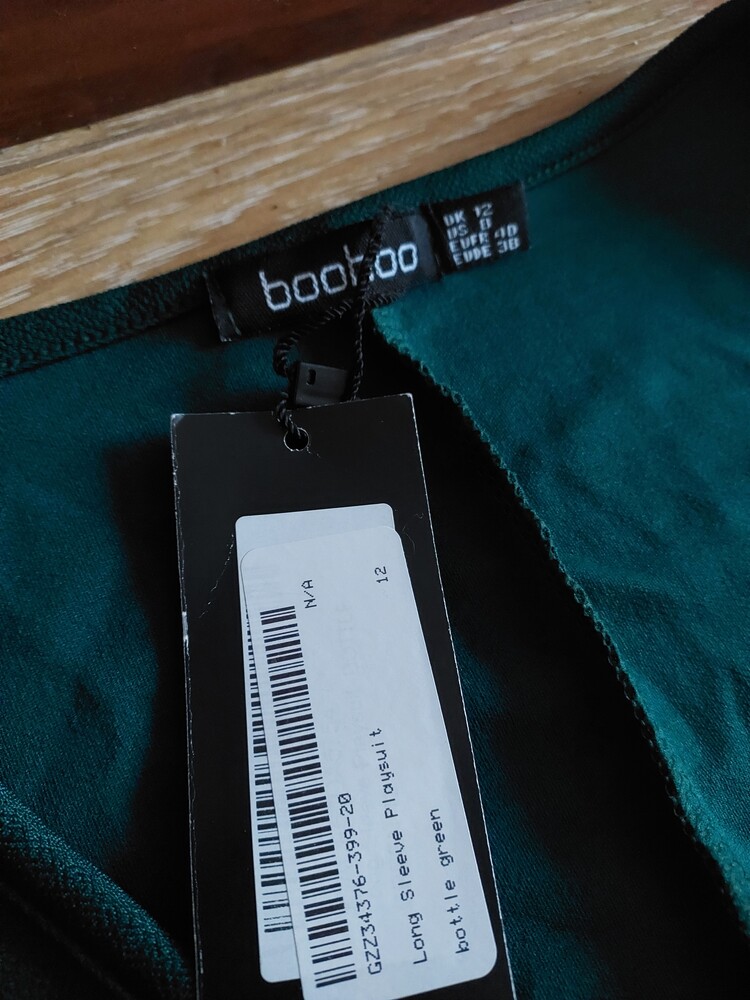 boohoo
UK 12
US 8
EUFR 40
EUDE 38
N/A
12
GZZ34376-399-20
Long Sleeve Playsuit
bottle green